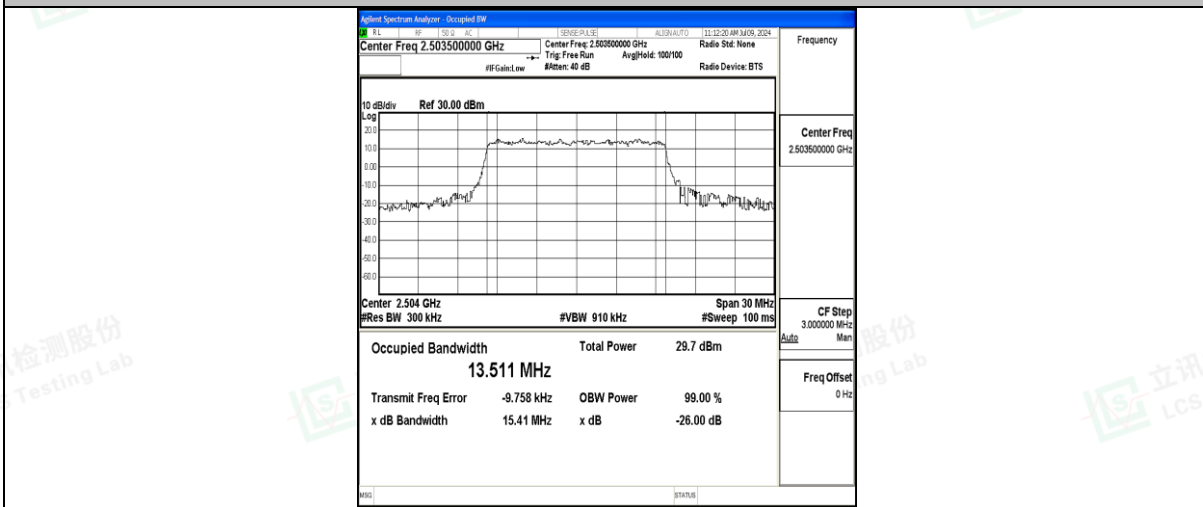 Agilent Spectrum Analyzer - Occupied BW
RL RF 50 Ω AC SENSE:PULSE ALIGN AUTO 11:12:20 AM Jul 09, 2024
Center Freq 2.503500000 GHz
Center Freq: 2.503500000 GHz
Radio Std: None
Trig: Free Run Avg|Hold: 100/100
#IFGain:Low
#Atten: 40 dB
Radio Device: BTS
10 dB/div Ref 30.00 dBm
Log
20.0
10.0
0.00
-10.0
-20.0
-30.0
-40.0
-50.0
-60.0
Center 2.504 GHz
Span 30 MHz
#Res BW 300 kHz
#VBW 910 kHz
#Sweep 100 ms
Occupied Bandwidth
Total Power 29.7 dBm
13.511 MHz
Transmit Freq Error -9.758 kHz
OBW Power 99.00 %
x dB Bandwidth 15.41 MHz
x dB -26.00 dB
MSG
STATUS
Frequency
Center Freq
2.503500000 GHz
CF Step
3.000000 MHz
Auto Man
Freq Offset
0 Hz
检测股份
Testing Lab
股份
ng Lab
立讯
LCS